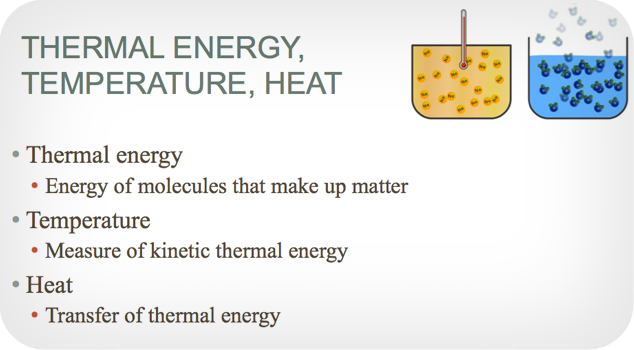 THERMAL ENERGY,
TEMPERATURE, HEAT
• Thermal energy
• Energy of molecules that make up matter
• Temperature
• Measure of kinetic thermal energy
• Heat
• Transfer of thermal energy